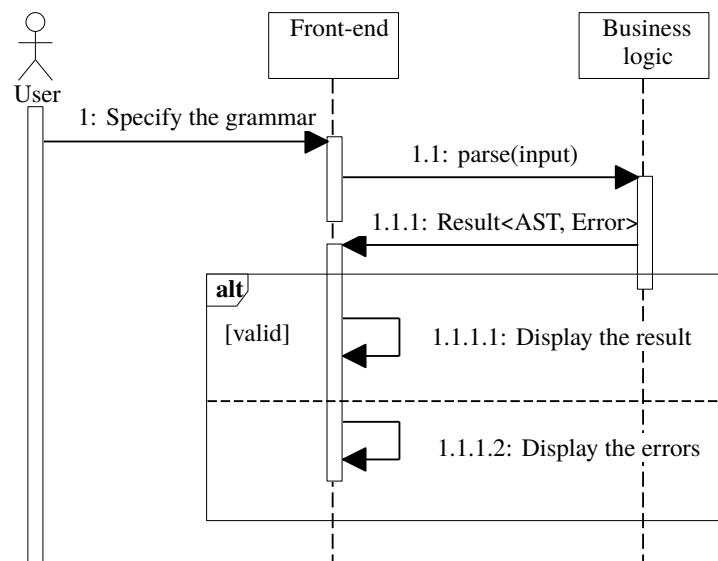 Front-end
Business
logic
User
1: Specify the grammar
1.1: parse(input)
1.1.1: Result<AST, Error>
alt
[valid]
1.1.1.1: Display the result
1.1.1.2: Display the errors